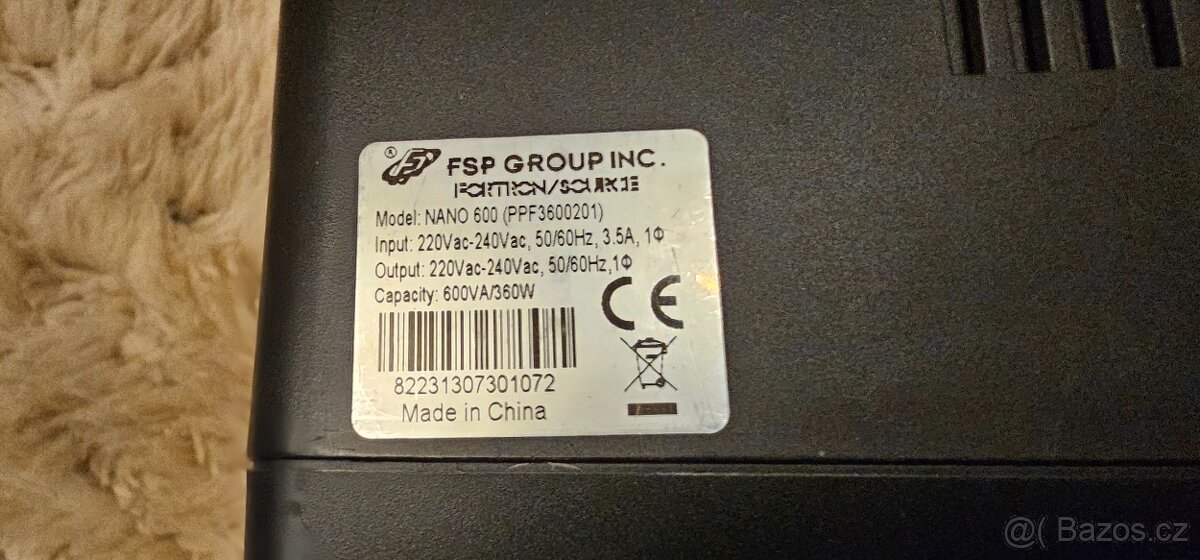 ® FSP GROUP INC.
FORTRON/SOURCE
Model: NANO 600 (PPF3600201)
Input: 220Vac-240Vac, 50/60Hz, 3.5A, 1Φ
Output: 220Vac-240Vac, 50/60Hz,1Φ
Capacity: 600VA/360W
CE
82231307301072
Made in China
@( Bazos.cz